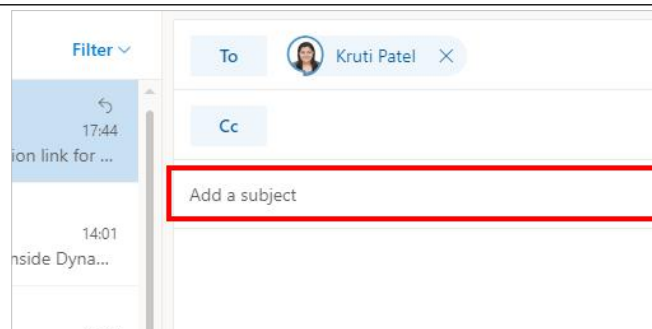 Filter
To
Kruti Patel
17:44
ion link for ...
Cc
Add a subject
14:01
nside Dyna...